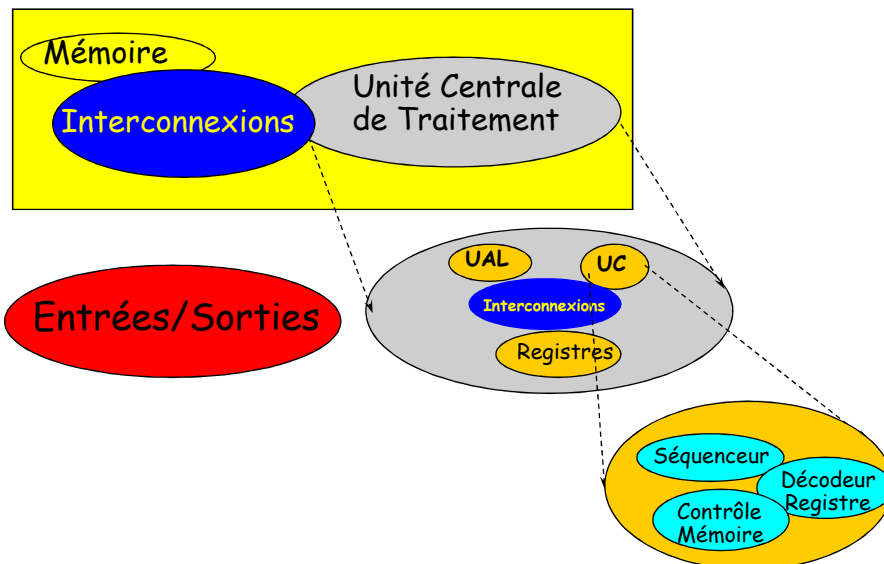 Mémoire
Interconnexions
Unité Centrale
de Traitement
UAL
UC
Interconnexions
Registres
Entrées/Sorties
Séquenceur
Décodeur
Registre
Contrôle
Mémoire